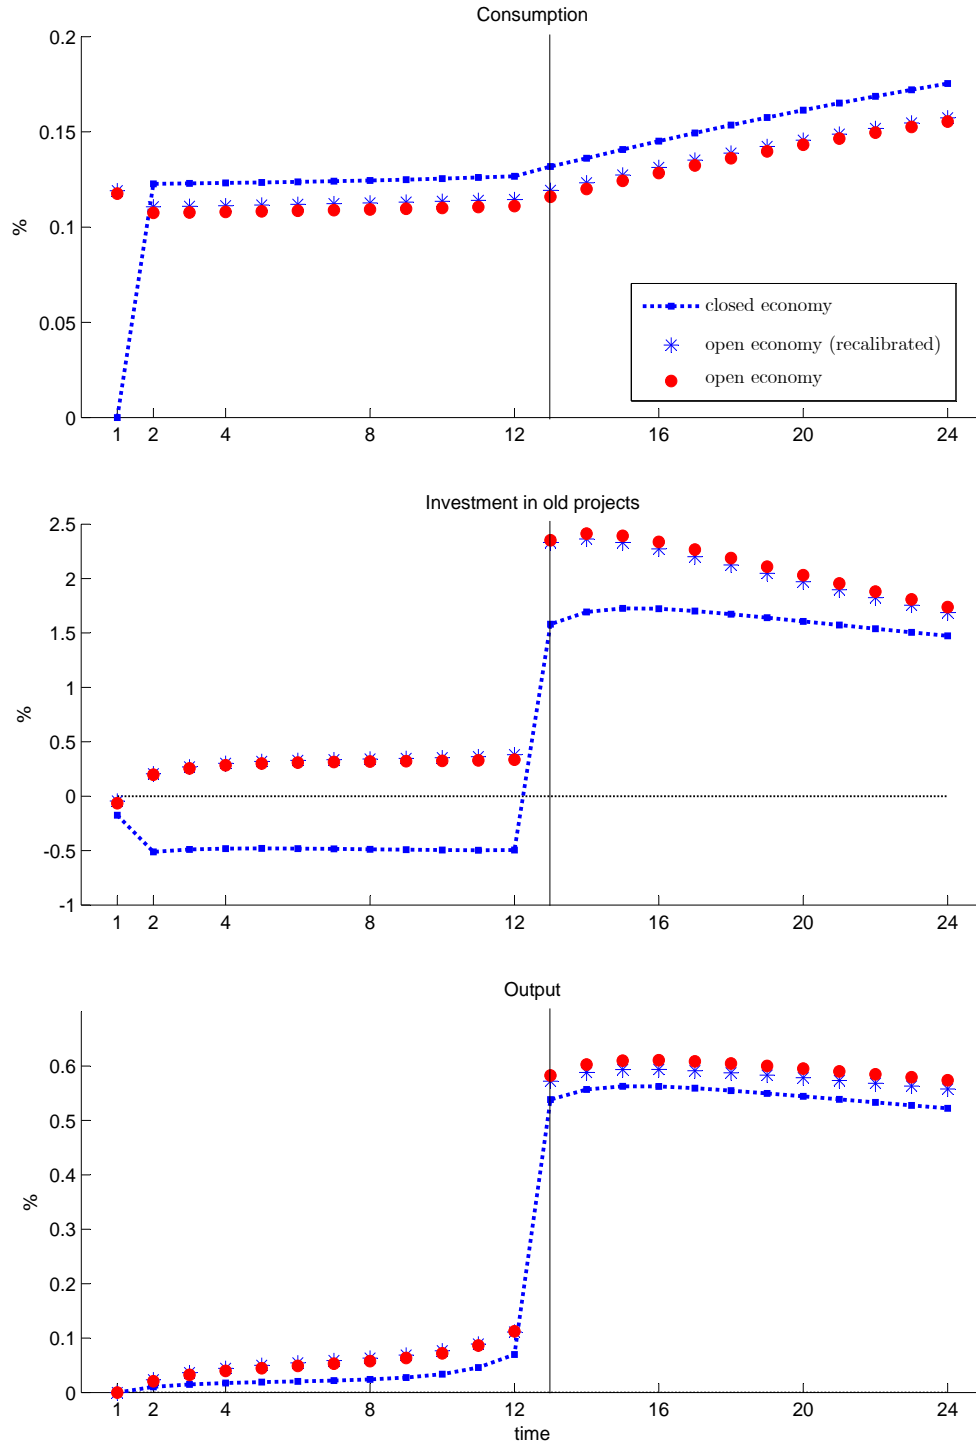 Consumption
0.2
0.15
0.1
0.05
0
%
closed economy
open economy (recalibrated)
open economy
1 2 4 8 12 16 20 24
Investment in old projects
2.5
2
1.5
1
0.5
0
-0.5
-1
%
1 2 4 8 12 16 20 24
Output
0.6
0.5
0.4
0.3
0.2
0.1
0
%
1 2 4 8 12 16 20 24
time